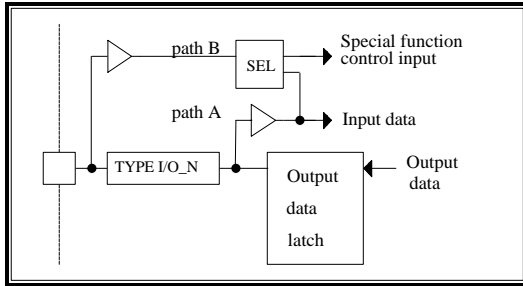 path B
SEL
Special function
control input
path A
Input data
TYPE I/O_N
Output
data
latch
Output
data